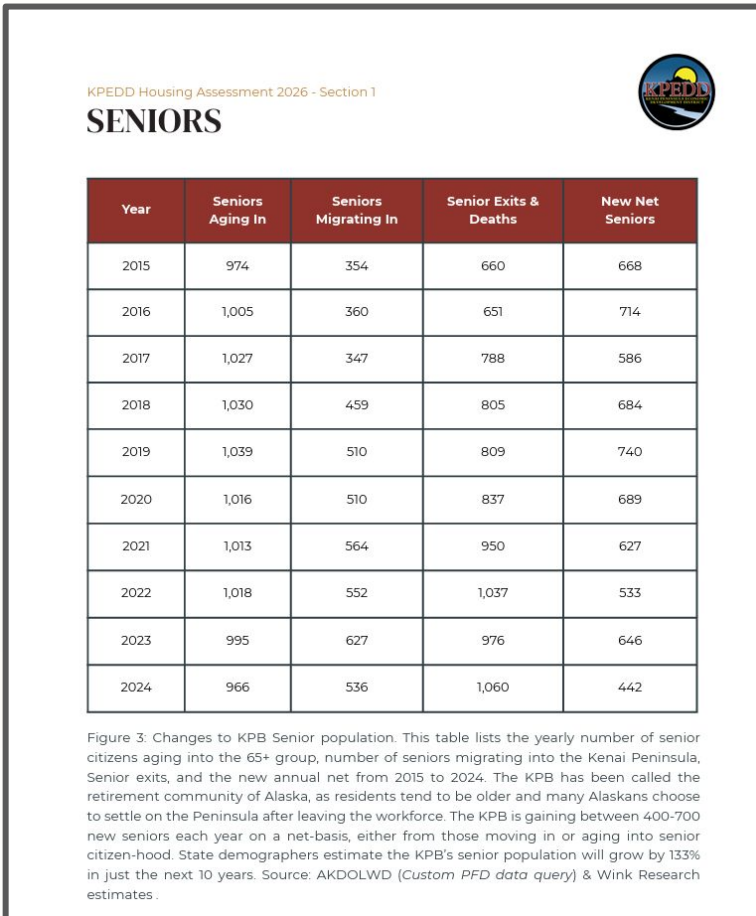 KPEDD Housing Assessment 2026 - Section 1
SENIORS
KPEDD
Year Seniors Aging In Seniors Migrating In Senior Exits & Deaths New Net Seniors
2015 974 354 660 668
2016 1,005 360 651 714
2017 1,027 347 788 586
2018 1,030 459 805 684
2019 1,039 510 809 740
2020 1,016 510 837 689
2021 1,013 564 950 627
2022 1,018 552 1,037 533
2023 995 627 976 646
2024 966 536 1,060 442
Figure 3: Changes to KPB Senior population. This table lists the yearly number of senior
citizens aging into the 65+ group, number of seniors migrating into the Kenai Peninsula,
Senior exits, and the new annual net from 2015 to 2024. The KPB has been called the
retirement community of Alaska, as residents tend to be older and many Alaskans choose
to settle on the Peninsula after leaving the workforce. The KPB is gaining between 400-700
new seniors each year on a net-basis, either from those moving in or aging into senior
citizen-hood. State demographers estimate the KPB's senior population will grow by 133%
in just the next 10 years. Source: AKDOLWD (Custom PFD data query) & Wink Research
estimates .